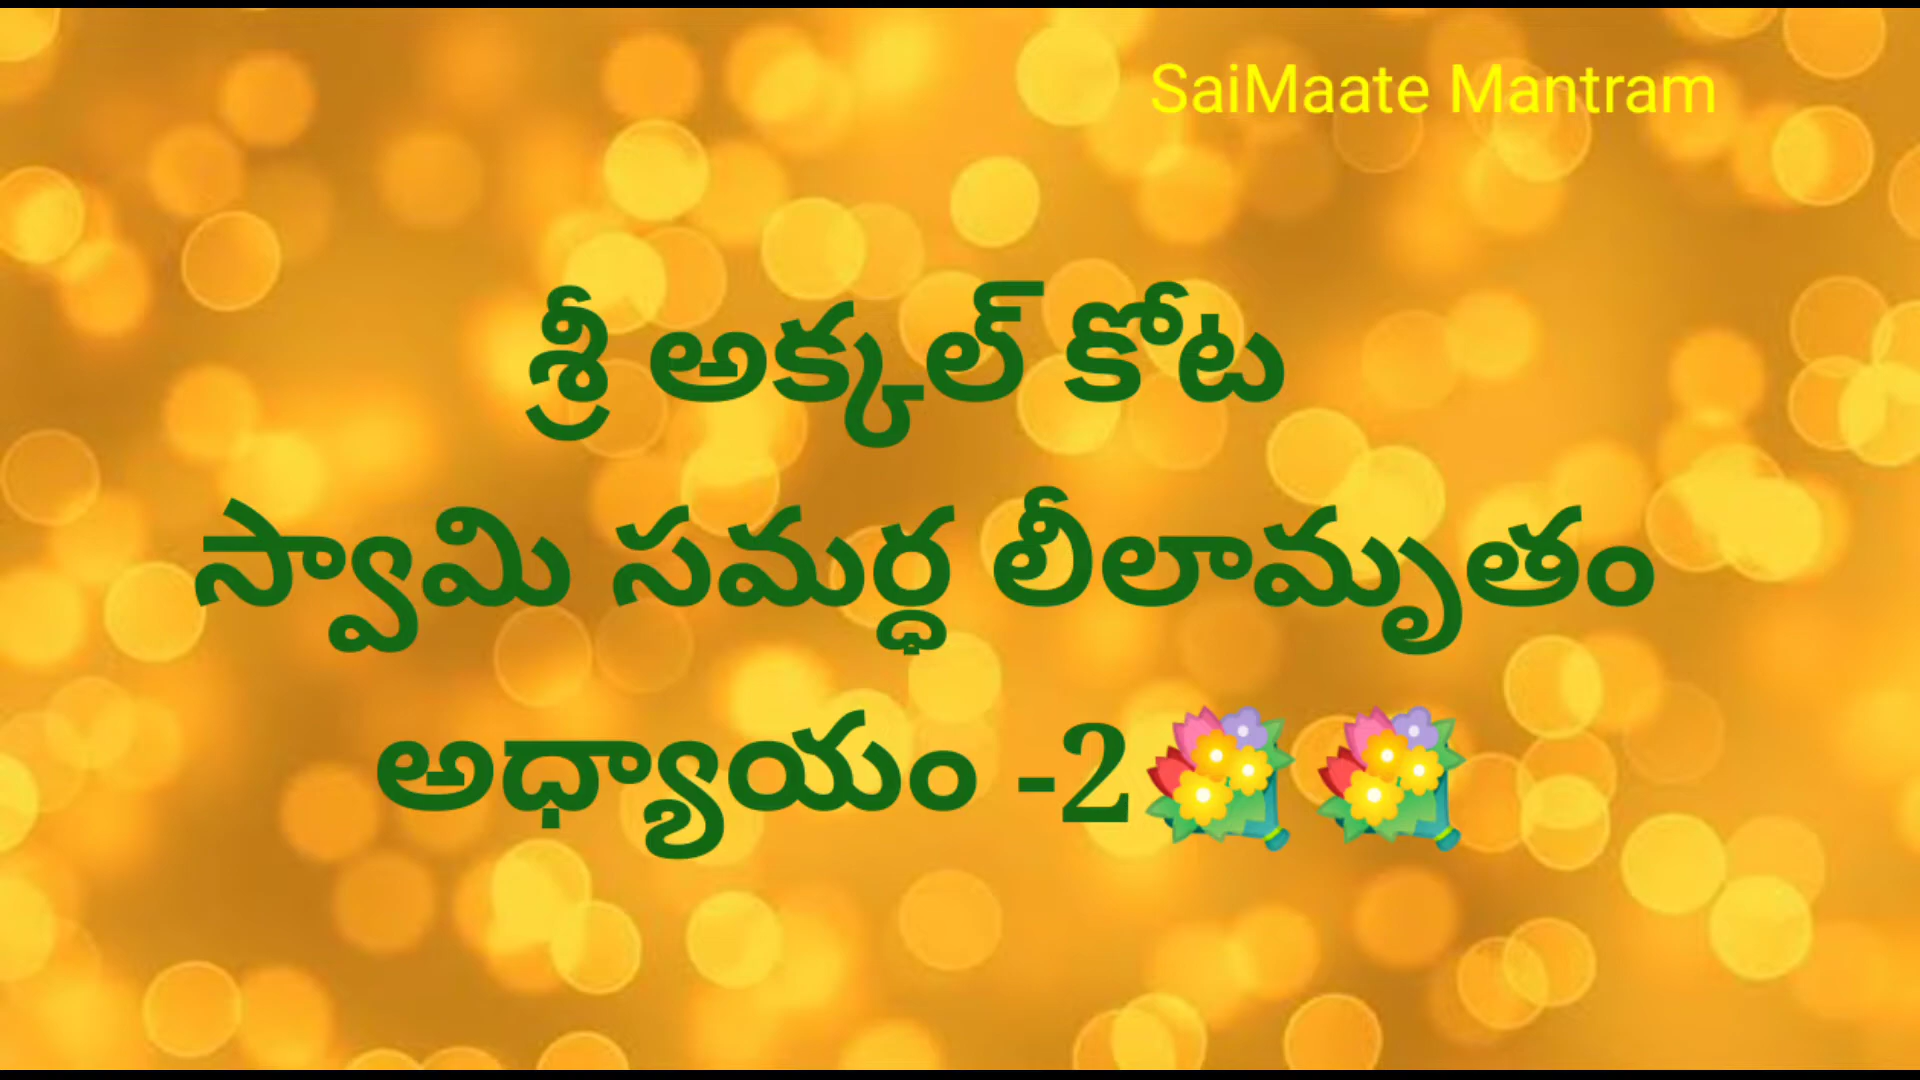 SaiMaate Mantram
శ్రీ అక్కల్ కోట
స్వామి సమర్ధ లీలామృతం
అధ్యాయం -2💐💐